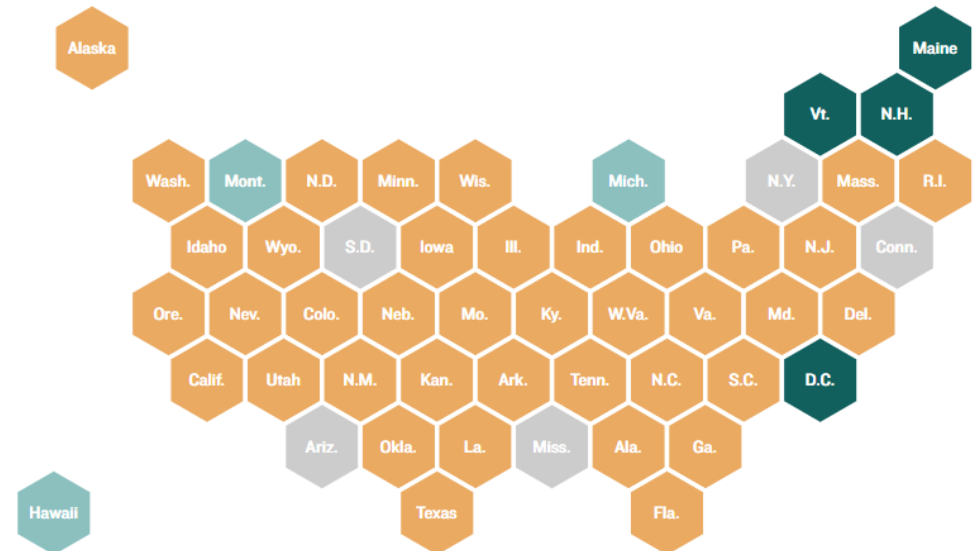 Alaska
Maine
Vt. N.H.
Wash. Mont. N.D. Minn. Wis. Mich. N.Y. Mass. R.I.
Idaho Wyo. S.D. Iowa Ill. Ind. Ohio Pa. N.J. Conn.
Ore. Nev. Colo. Neb. Mo. Ky. W.Va. Va. Md. Del.
Calif. Utah N.M. Kan. Ark. Tenn. N.C. S.C. D.C.
Ariz. Okla. La. Miss. Ala. Ga.
Hawaii Texas Fla.